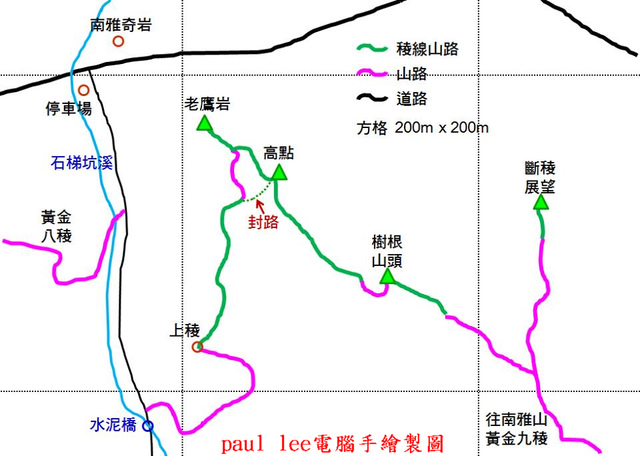 南雅奇岩
稜線山路
山路
道路
方格 200m x 200m
停車場
老鷹岩
高點
石梯坑溪
斷稜
展望
黃金
八稜
封路
樹根
山頭
上稜
水泥橋
往南雅山
黃金九稜
paul lee電腦手繪製圖